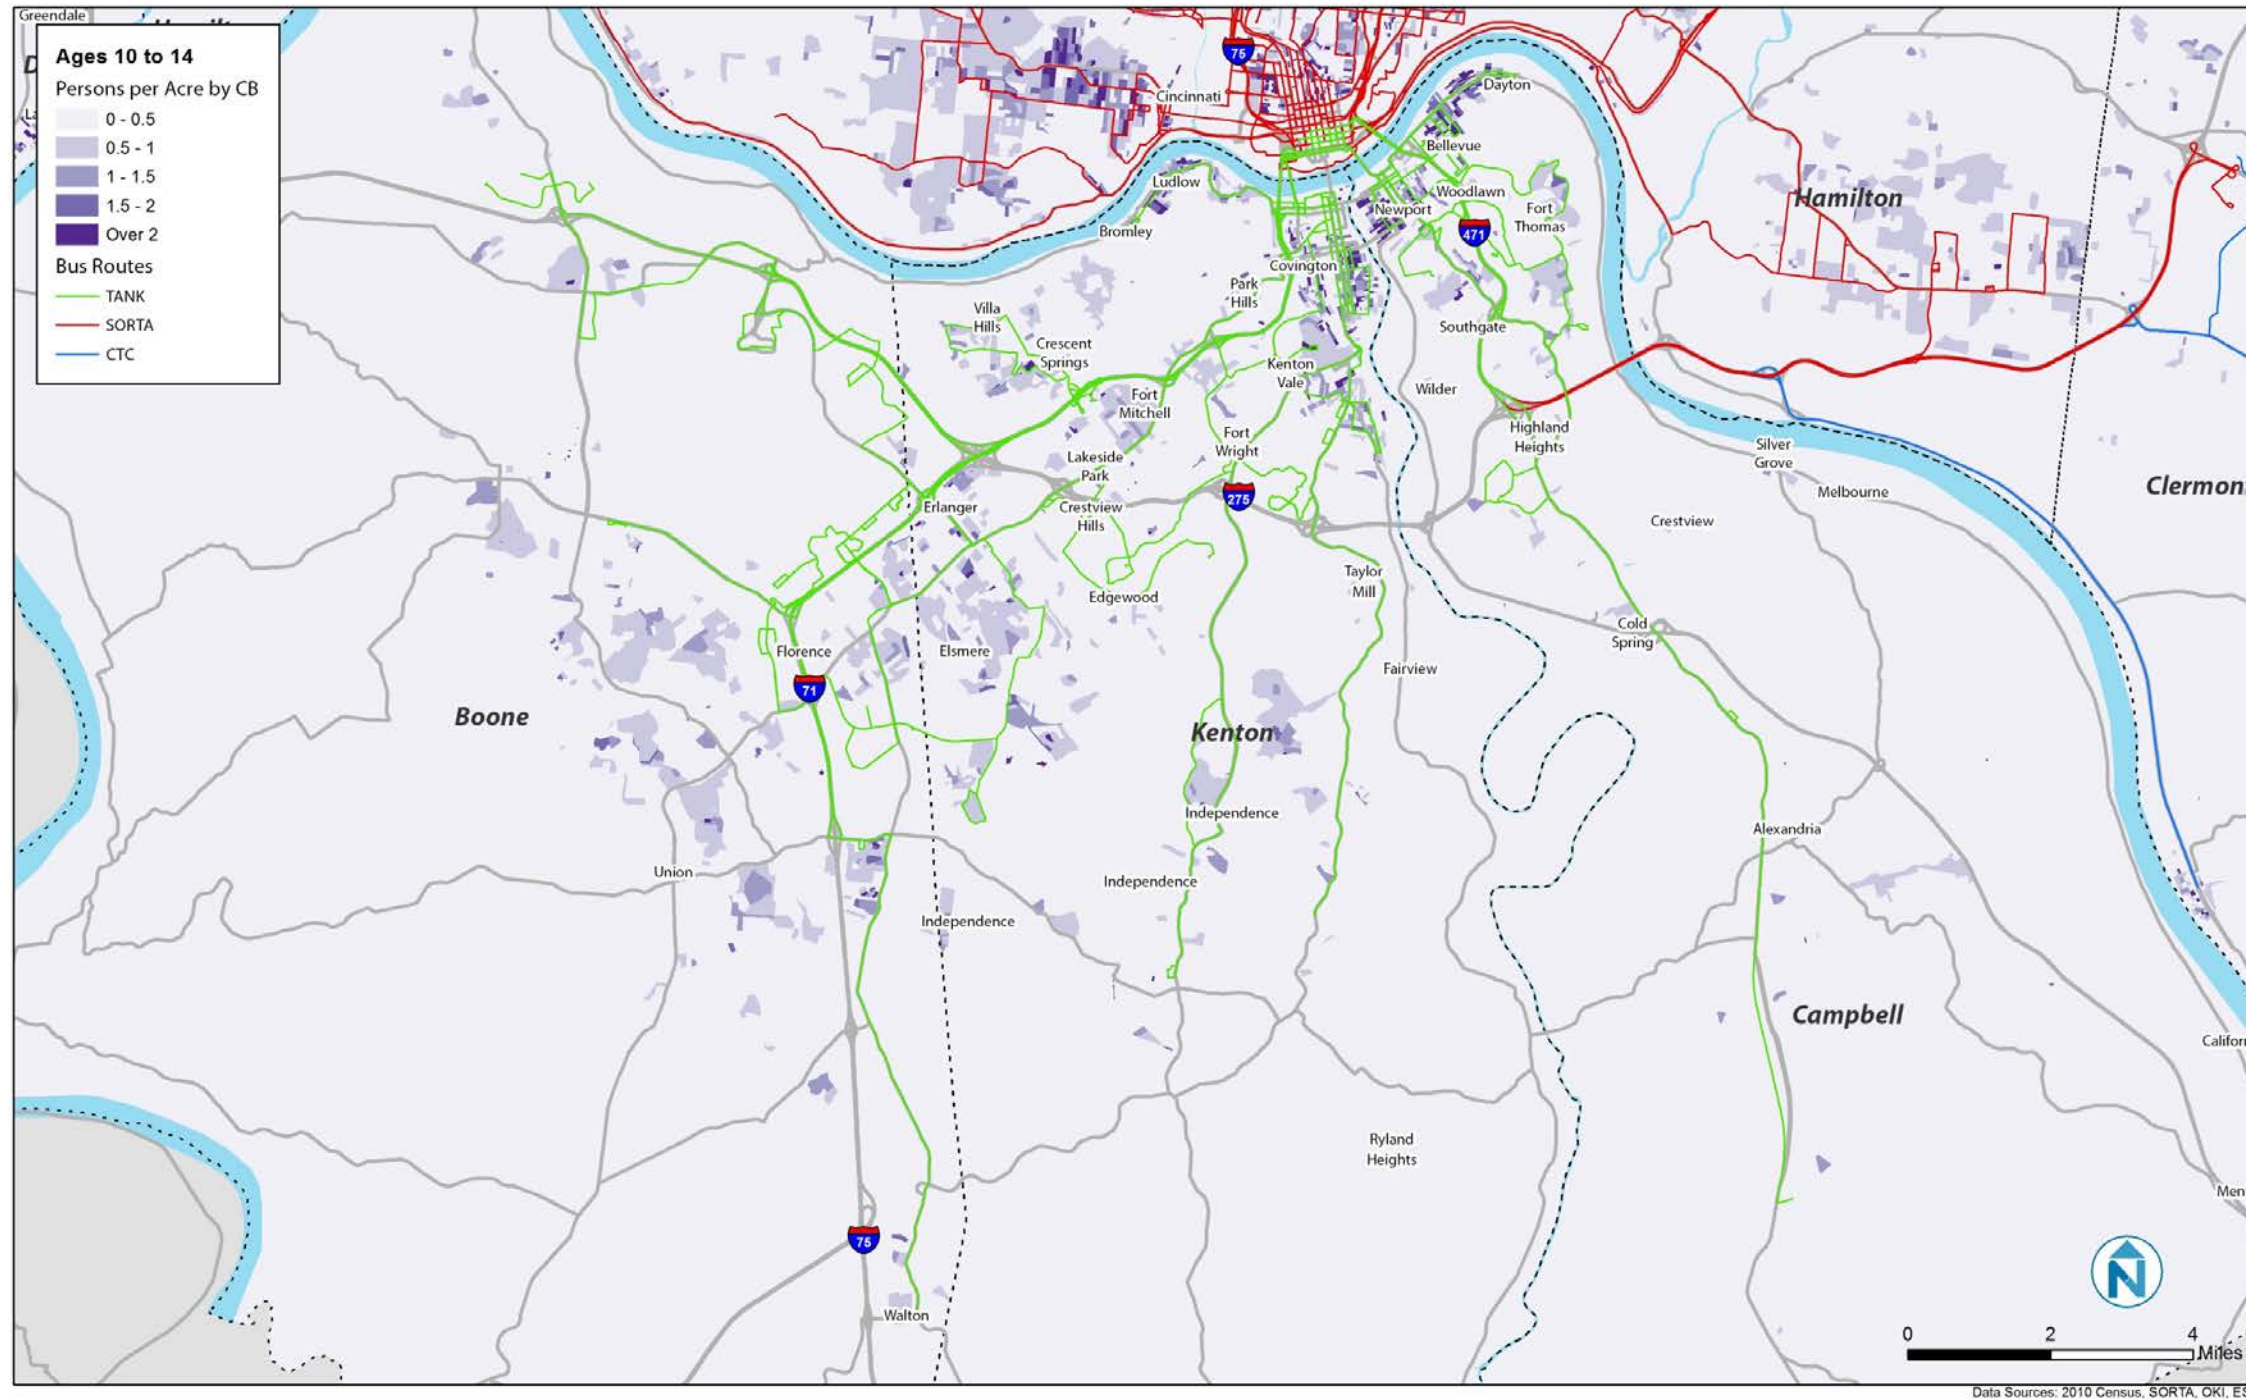 Greendale
Ages 10 to 14
Persons per Acre by CB
0 - 0.5
0.5 - 1
1 - 1.5
1.5 - 2
Over 2
Bus Routes
TANK
SORTA
CTC
75
Cincinnati
Dayton
Bellevue
Ludlow
Woodlawn
Newport
Fort
Thomas
Bromley
471
Hamilton
Covington
Park
Hills
Villa
Hills
Southgate
Crescent
Springs
Kenton
Vale
Wilder
Fort
Mitchell
Highland
Heights
Fort
Wright
Silver
Grove
Lakeside
Park
Clermon
Melbourne
275
Erlanger
Crestview
Hills
Crestview
Taylor
Mill
Edgewood
Cold
Spring
Florence
Elsmere
Fairview
71
Boone
Kenton
Independence
Alexandria
Union
Independence
Independence
Campbell
Califor
Ryland
Heights
Men
75
Walton
N
0 2 4
Miles
Data Sources: 2010 Census, SORTA, OKI, ES